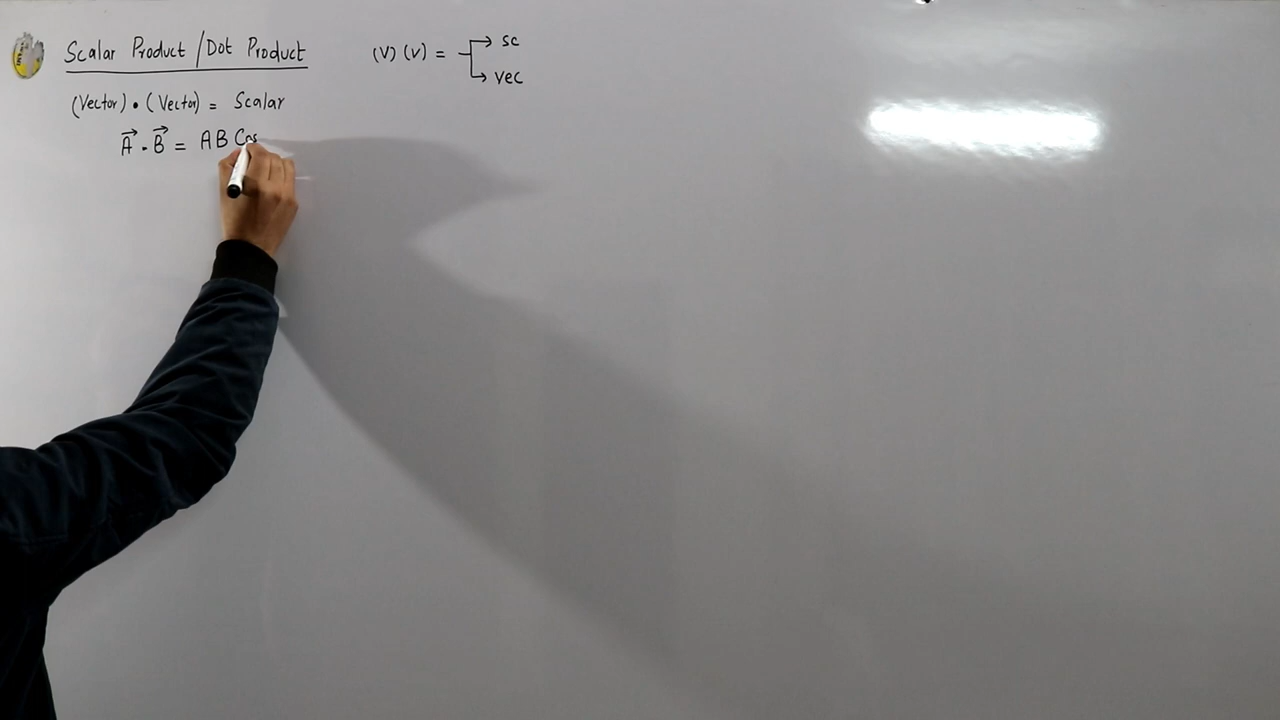 Scalar Product / Dot Product
(V) (V) = → sc
→ vec
(Vector) • (Vector) = Scalar
A⃗ . B⃗ = A B Cos